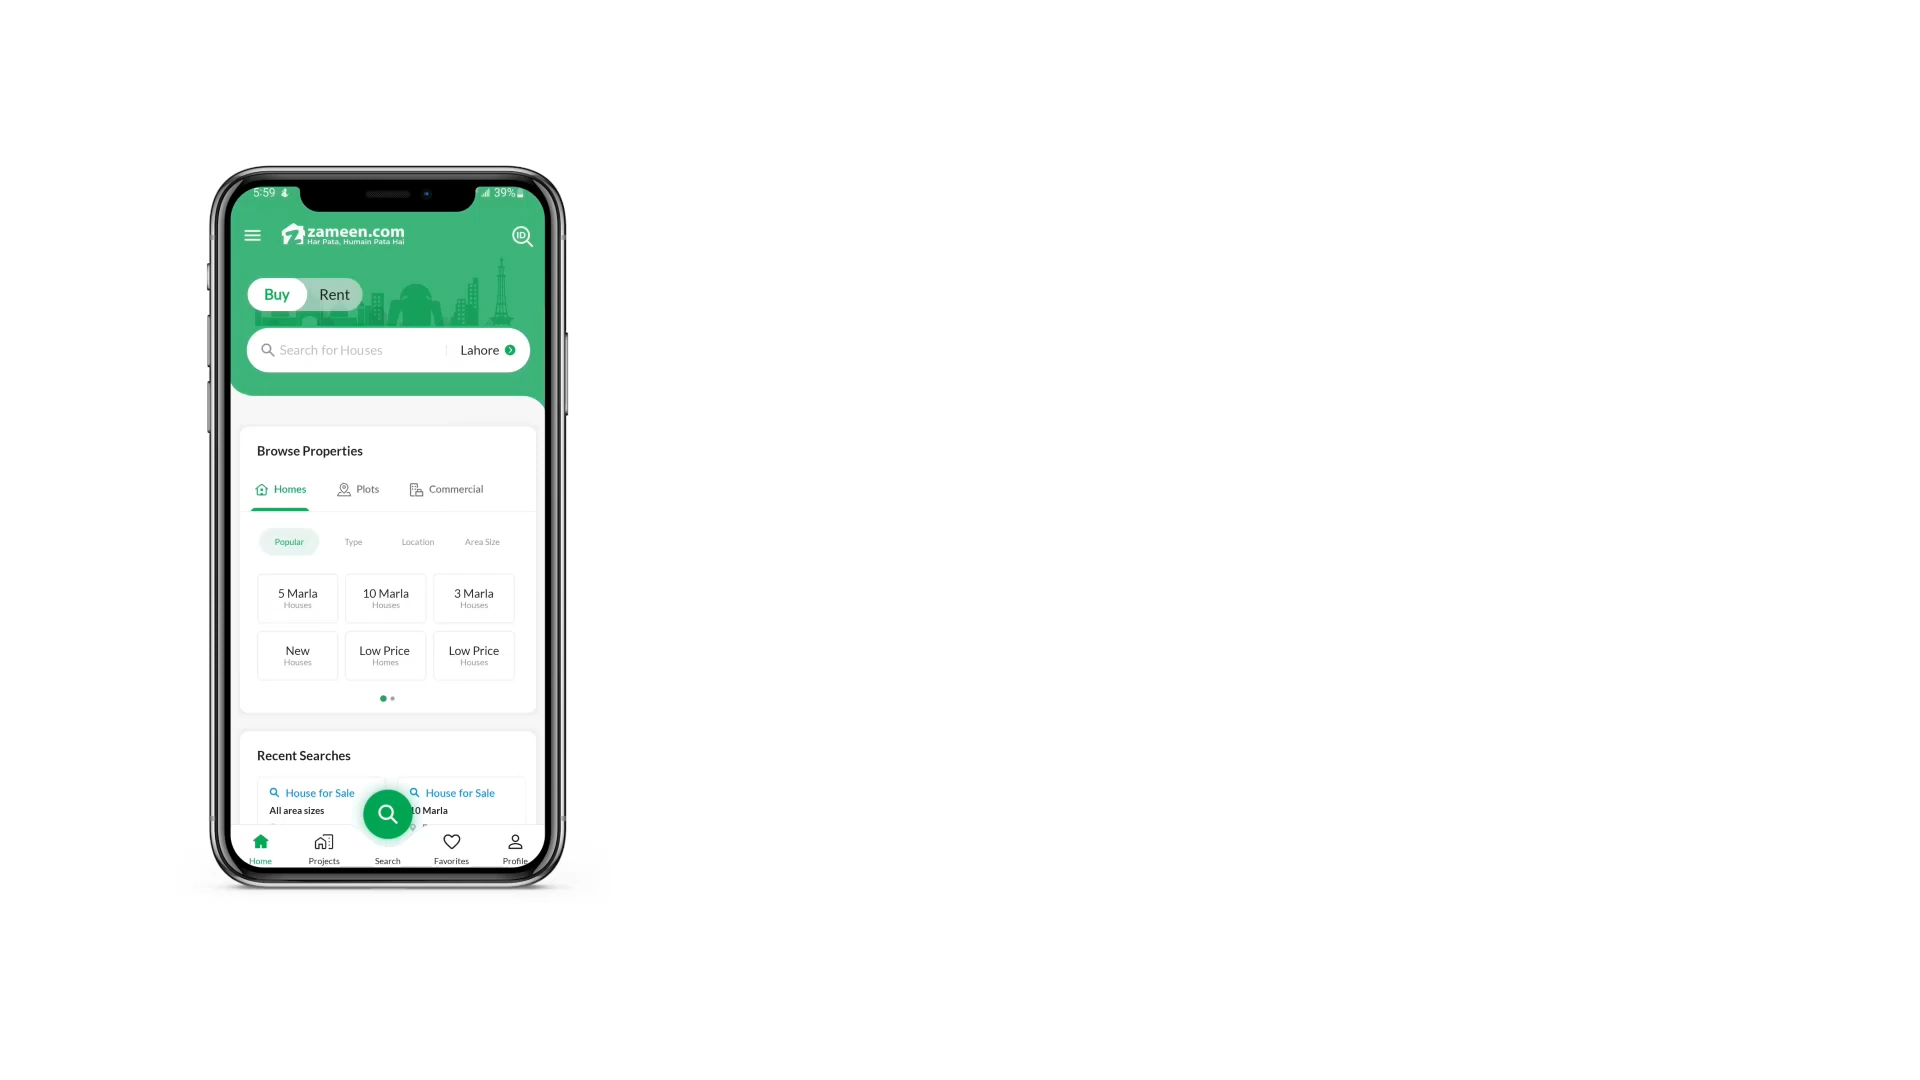 5:59
39%
zameen.com
Har Pata, Humain Pata Hai
ID
Buy Rent
Search for Houses
Lahore
Browse Properties
Homes Plots Commercial
Popular Type Location Area Size
5 Marla 10 Marla 3 Marla
Houses Houses Houses
New Low Price Low Price
Houses Homes Houses
Recent Searches
House for Sale House for Sale
All area sizes 10 Marla
Home Projects Search Favorites Profile